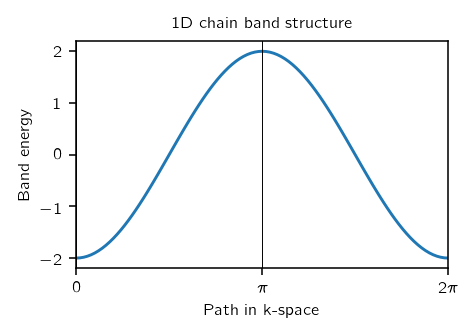 1D chain band structure
Band energy
2
1
0
−1
−2
0
π
2π
Path in k-space